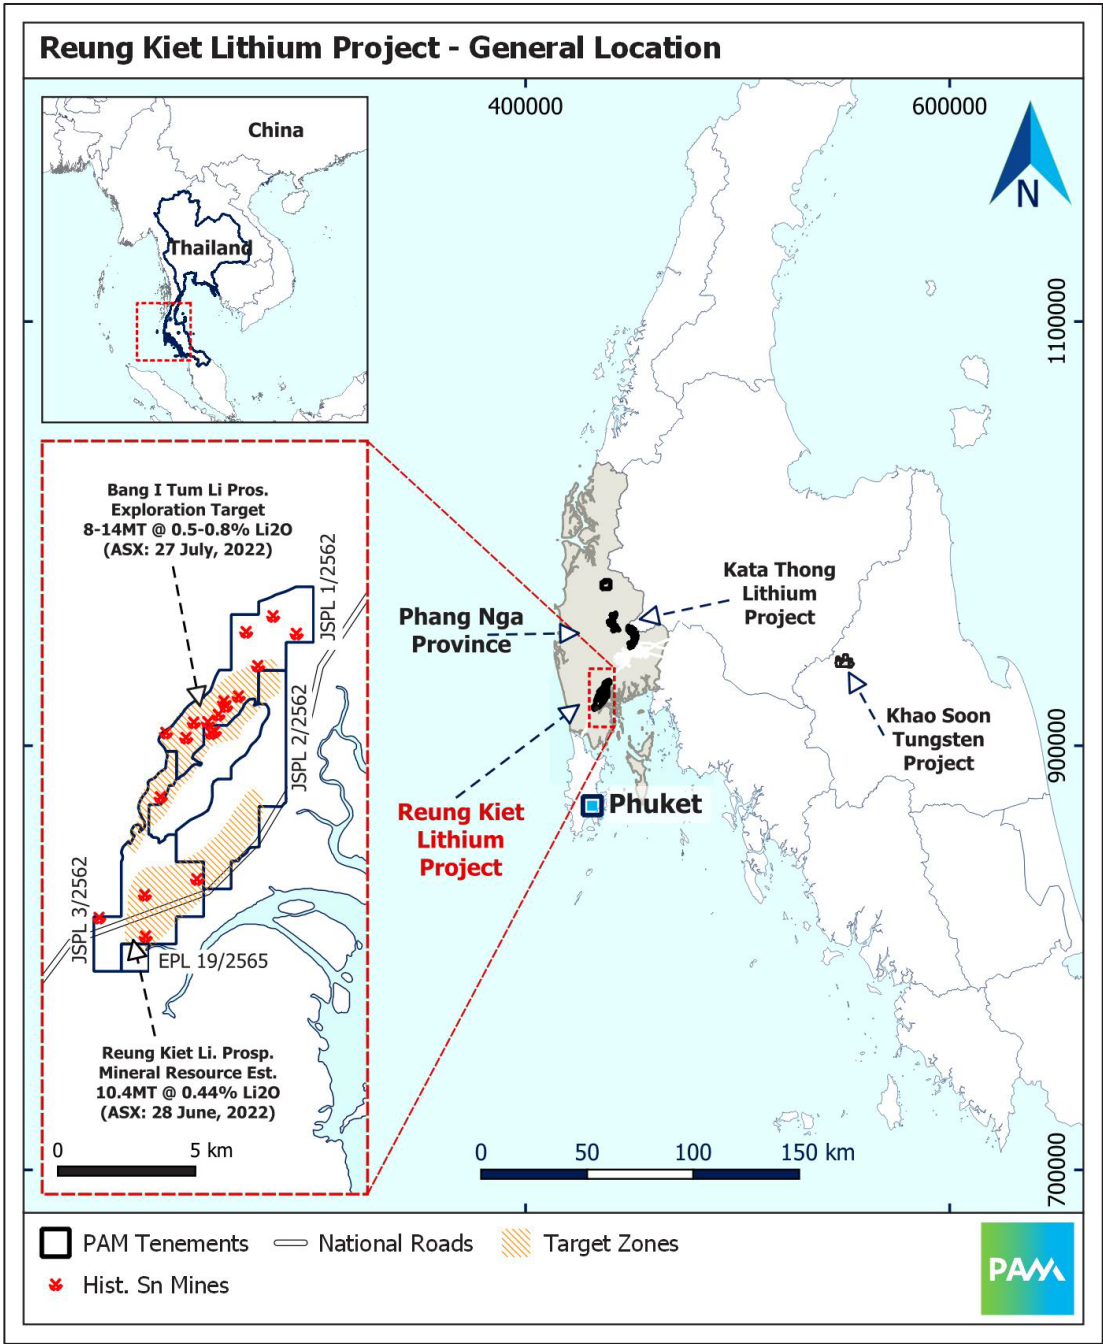 Reung Kiet Lithium Project - General Location
400000
600000
China
Thailand
N
1100000
900000
700000
Bang I Tum Li Pros.
Exploration Target
8-14MT @ 0.5-0.8% Li2O
(ASX: 27 July, 2022)
JSPL 1/2562
JSPL 2/2562
JSPL 3/2562
EPL 19/2565
Reung Kiet Li. Prosp.
Mineral Resource Est.
10.4MT @ 0.44% Li2O
(ASX: 28 June, 2022)
0 5 km
Phang Nga
Province
Kata Thong
Lithium
Project
Khao Soon
Tungsten
Project
Reung Kiet
Lithium
Project
Phuket
0 50 100 150 km
PAM Tenements
National Roads
Target Zones
Hist. Sn Mines
PAM